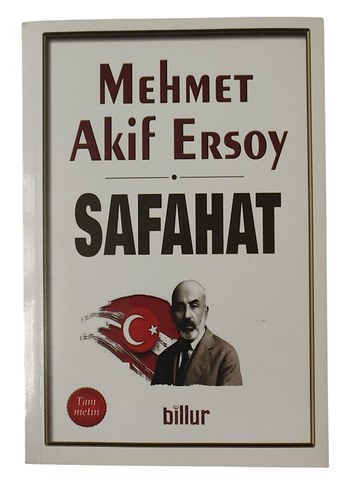 Mehmet
Akif Ersoy
SAFAHAT
Tam
metin
billur